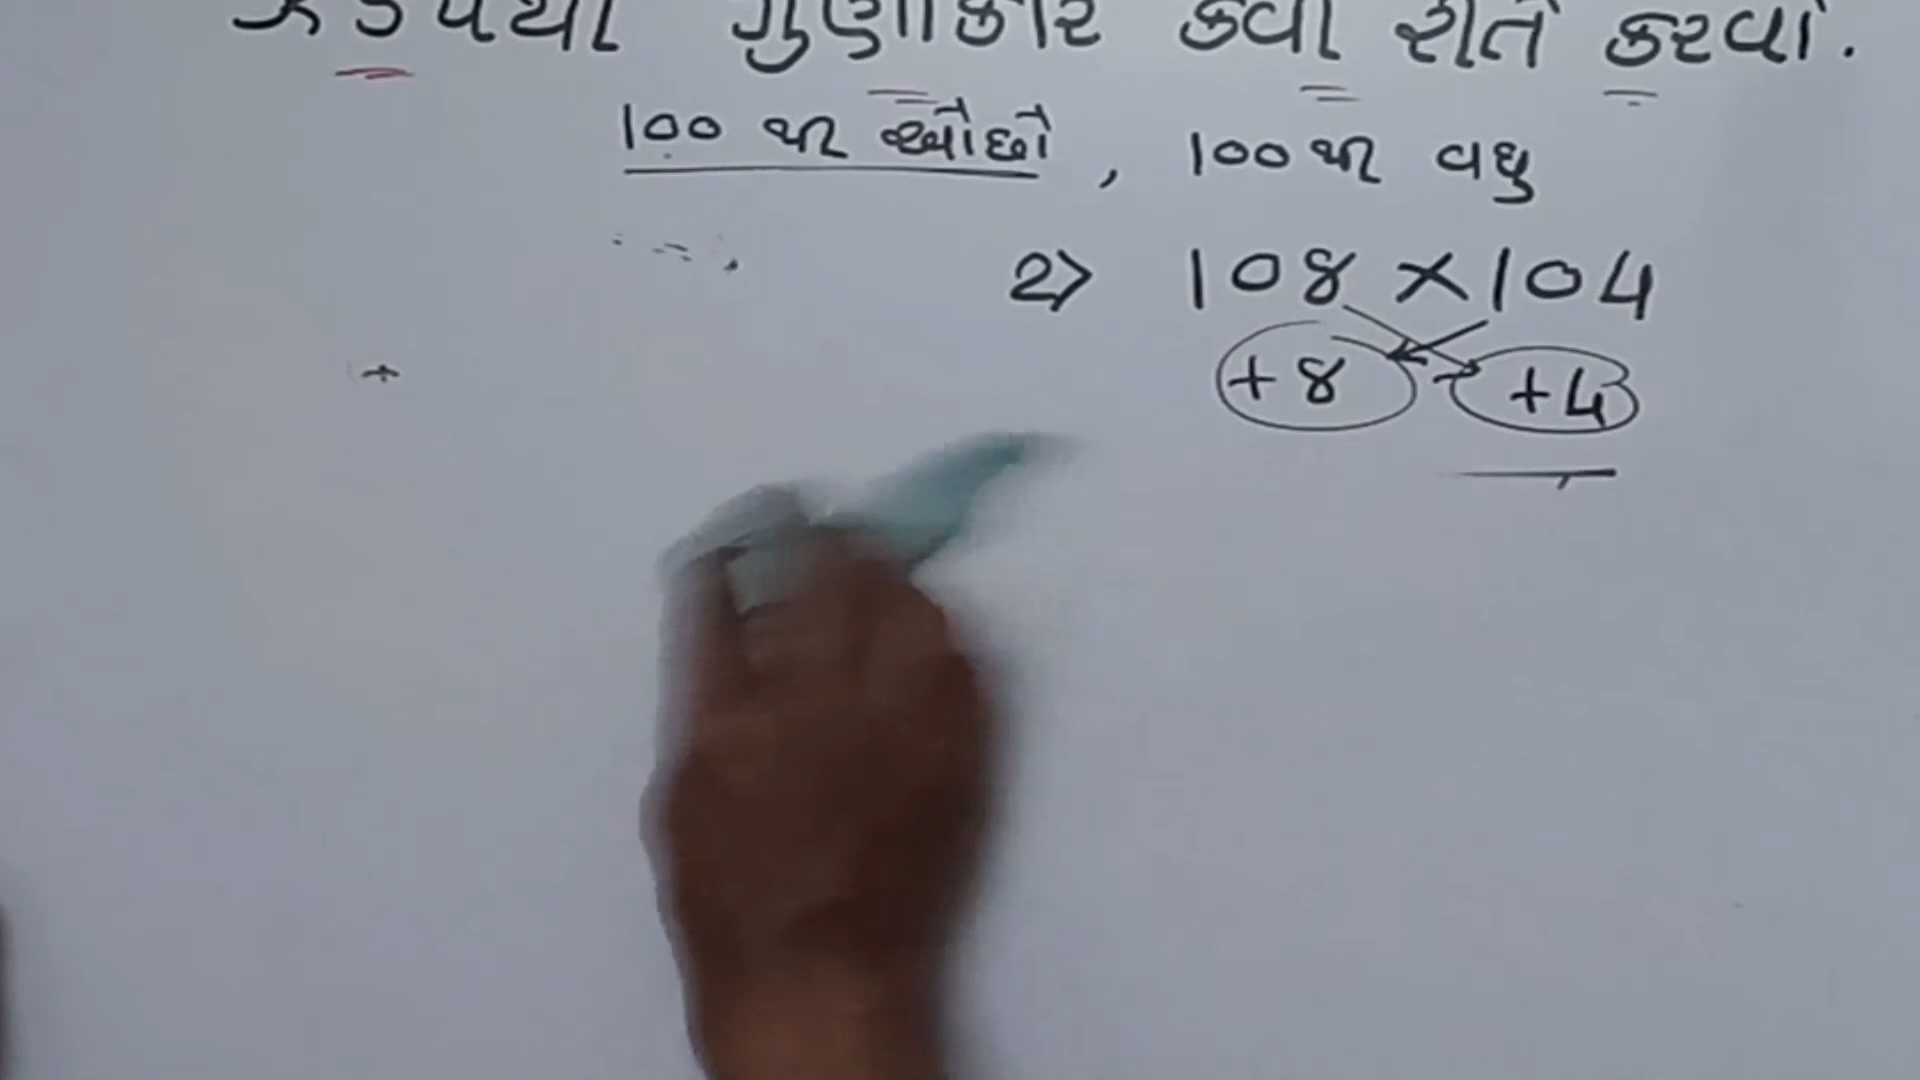 ઝડપથી ગુણાકાર કેવી રીતે કરવો.
100 થી ઓછો, 100 થી વધુ
2> 108 × 104
+8 +4